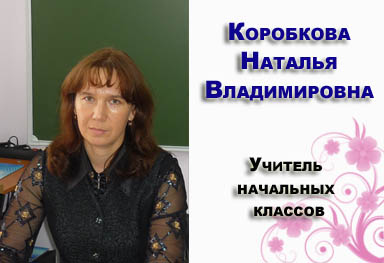 Коробкова
Наталья
Владимировна
Учитель
начальных
классов